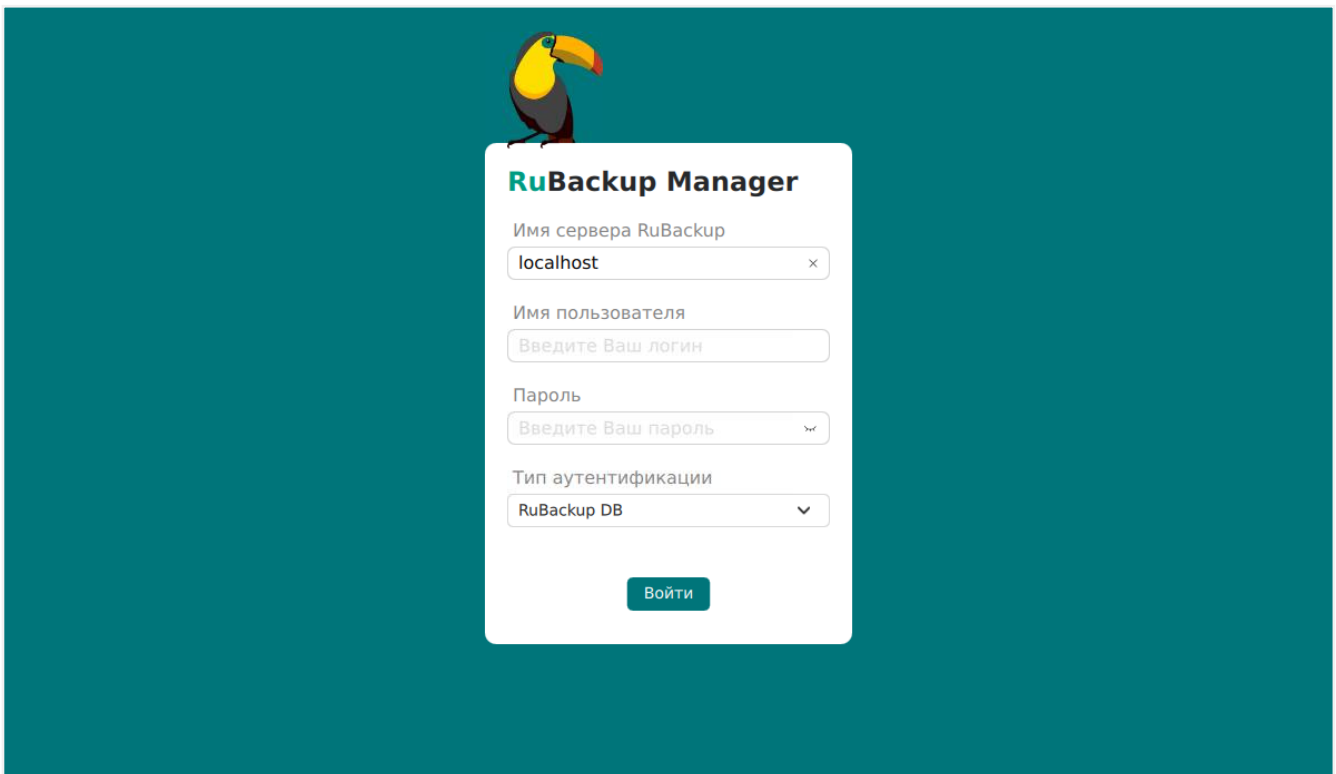 RuBackup Manager
Имя сервера RuBackup
localhost
Имя пользователя
Введите Ваш логин
Пароль
Введите Ваш пароль
Тип аутентификации
RuBackup DB
Войти